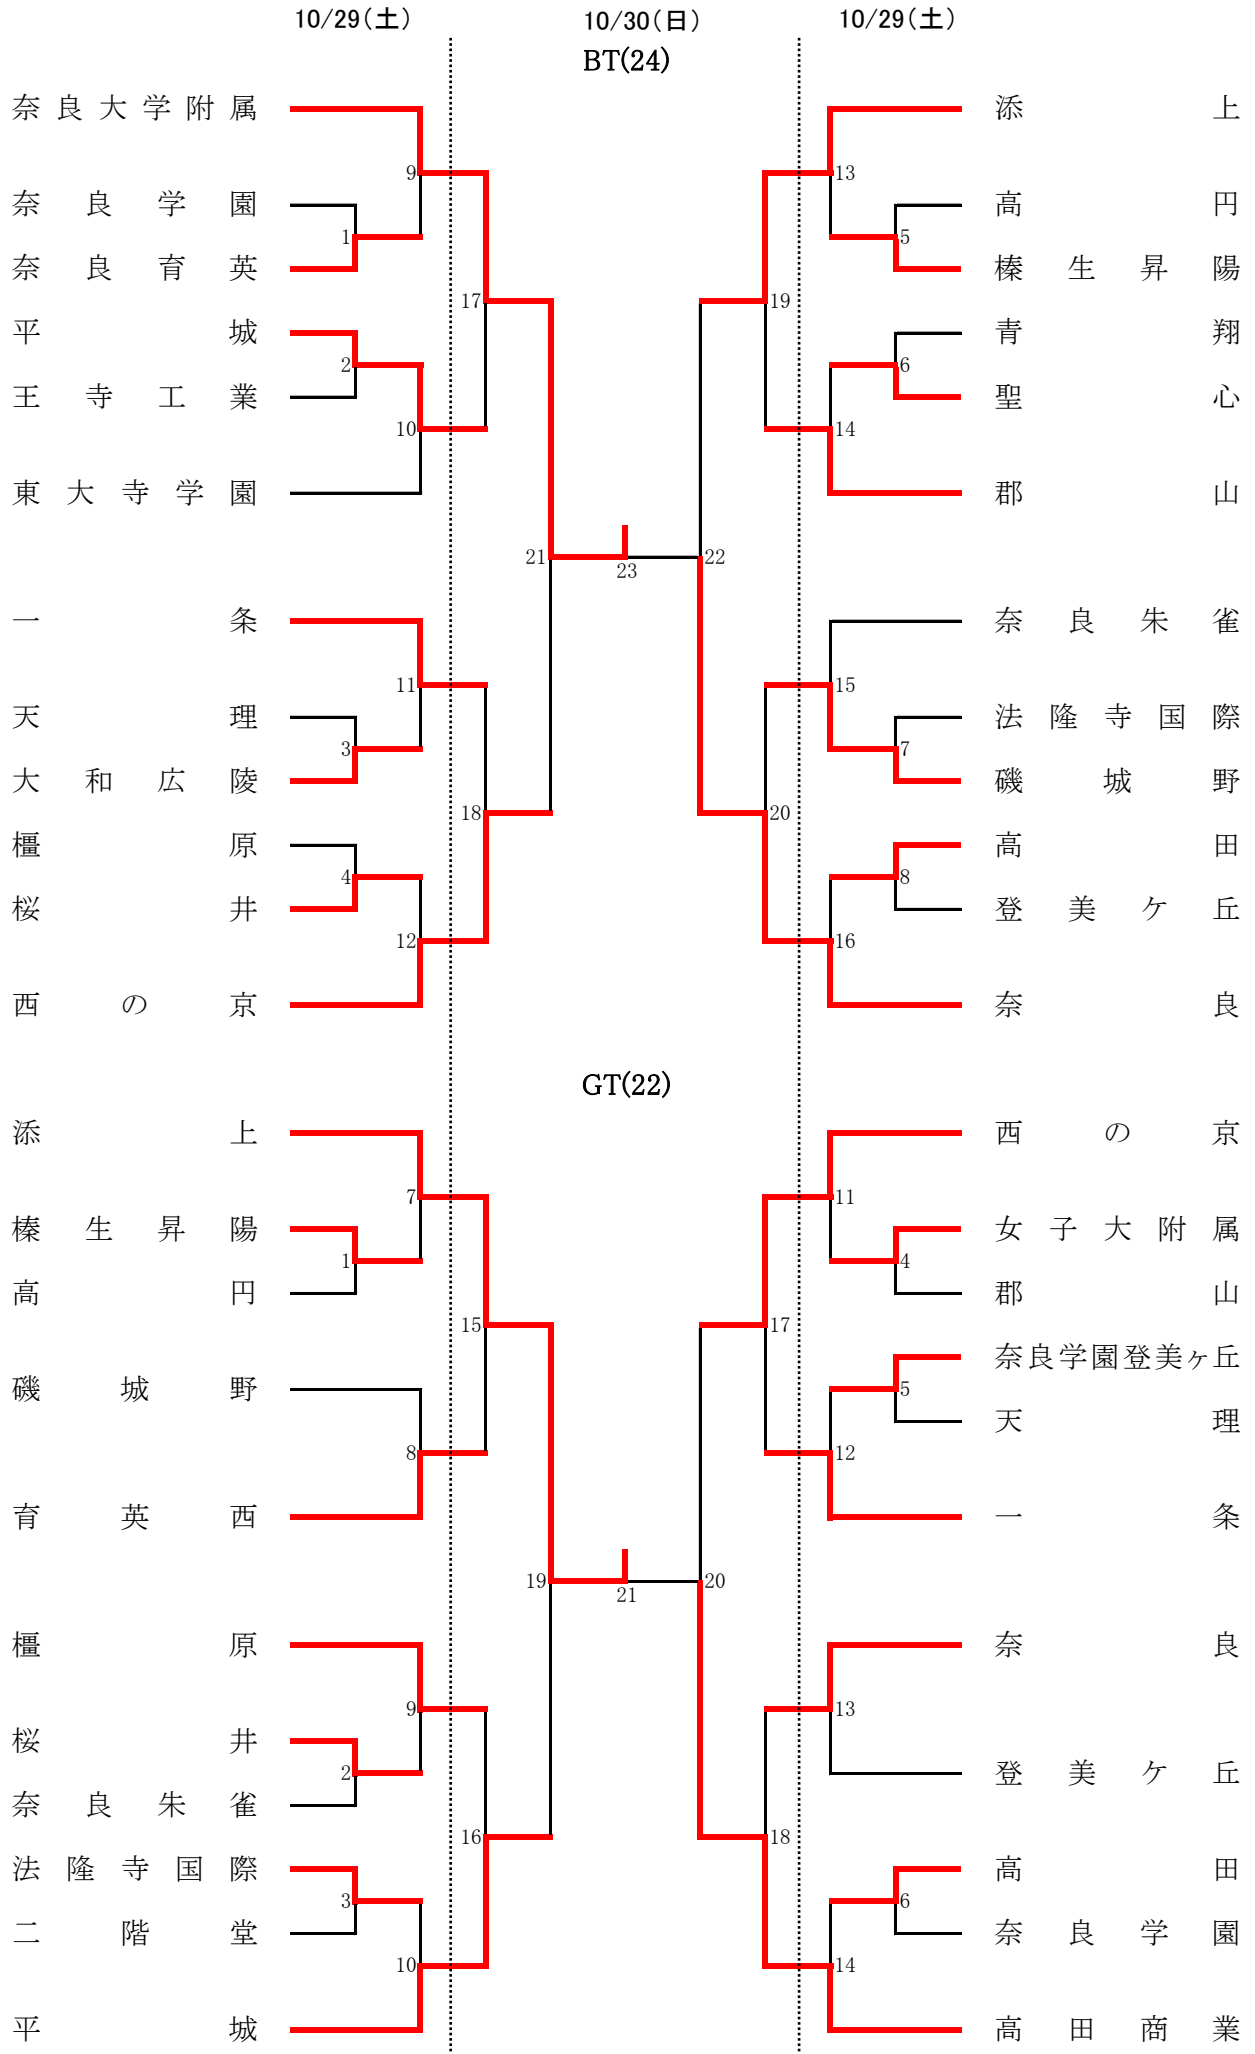 10/29(土) 10/30(日) 10/29(土)
BT(24)
奈良大学附属 添上
9 13
奈良学園 高円
1 5
奈良育英 榛生昇陽
17 19
平城 青翔
2 6
王寺工業 聖心
10 14
東大寺学園 郡山
21 23 22
一条 奈良朱雀
11 15
天理 法隆寺国際
3 7
大和広陵 磯城野
18 20
橿原 高田
4 8
桜井 登美ケ丘
12 16
西の京 奈良
GT(22)
添上 西の京
7 11
榛生昇陽 女子大附属
1 4
高円 郡山
15 17
磯城野 奈良学園登美ヶ丘
5
天理
8 12
育英西 一条
19 21 20
橿原 奈良
9 13
桜井 登美ケ丘
2
奈良朱雀
16 18
法隆寺国際 高田
3 6
二階堂 奈良学園
10 14
平城 高田商業